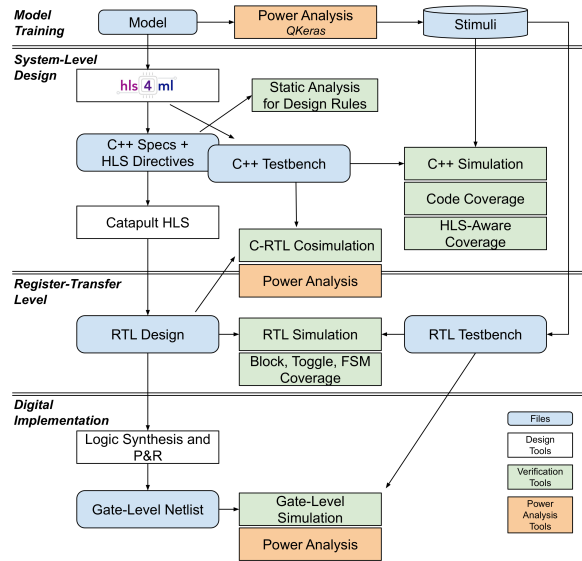 Model
Training
Model
Power Analysis
QKeras
Stimuli
System-Level
Design
hls 4 ml
Static Analysis
for Design Rules
C++ Specs +
HLS Directives
C++ Testbench
C++ Simulation
Code Coverage
HLS-Aware
Coverage
Catapult HLS
C-RTL Cosimulation
Power Analysis
Register-Transfer
Level
RTL Design
RTL Simulation
RTL Testbench
Block, Toggle, FSM
Coverage
Digital
Implementation
Logic Synthesis and
P&R
Gate-Level Netlist
Gate-Level
Simulation
Power Analysis
Files
Design
Tools
Verification
Tools
Power
Analysis
Tools